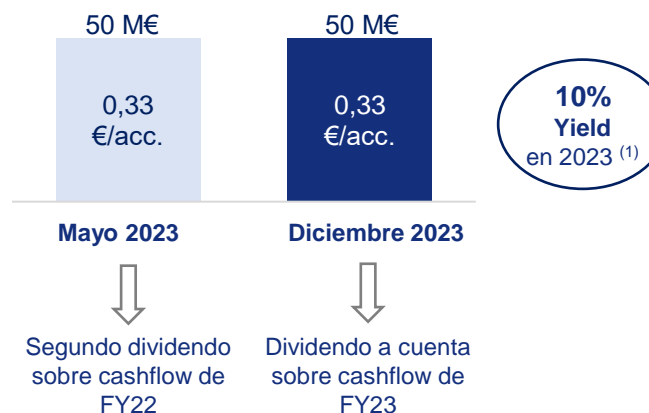 50 M€
50 M€
0,33
€/acc.
0,33
€/acc.
10%
Yield
en 2023 (1)
Mayo 2023
Diciembre 2023
Segundo dividendo
sobre cashflow de
FY22
Dividendo a cuenta
sobre cashflow de
FY23